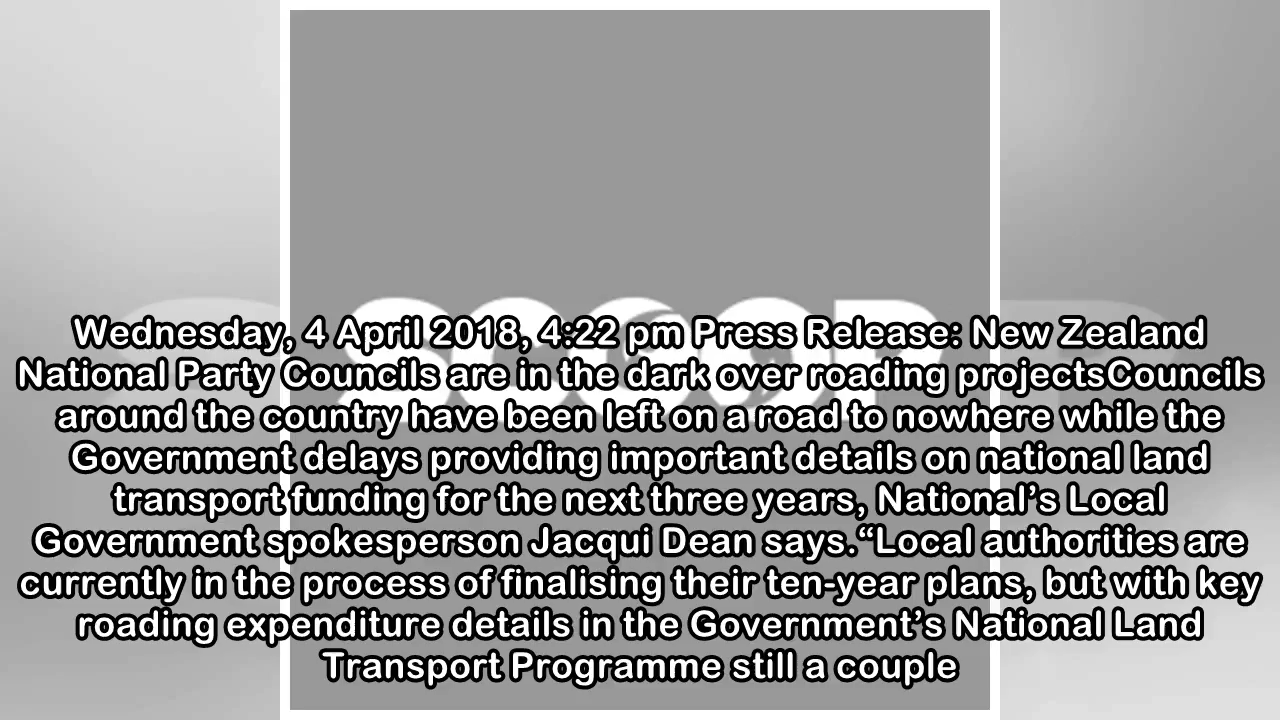 SCOOP
Wednesday, 4 April 2018, 4:22 pm Press Release: New Zealand
National Party Councils are in the dark over roading projectsCouncils
around the country have been left on a road to nowhere while the
Government delays providing important details on national land
transport funding for the next three years, National’s Local
Government spokesperson Jacqui Dean says.“Local authorities are
currently in the process of finalising their ten-year plans, but with key
roading expenditure details in the Government’s National Land
Transport Programme still a couple